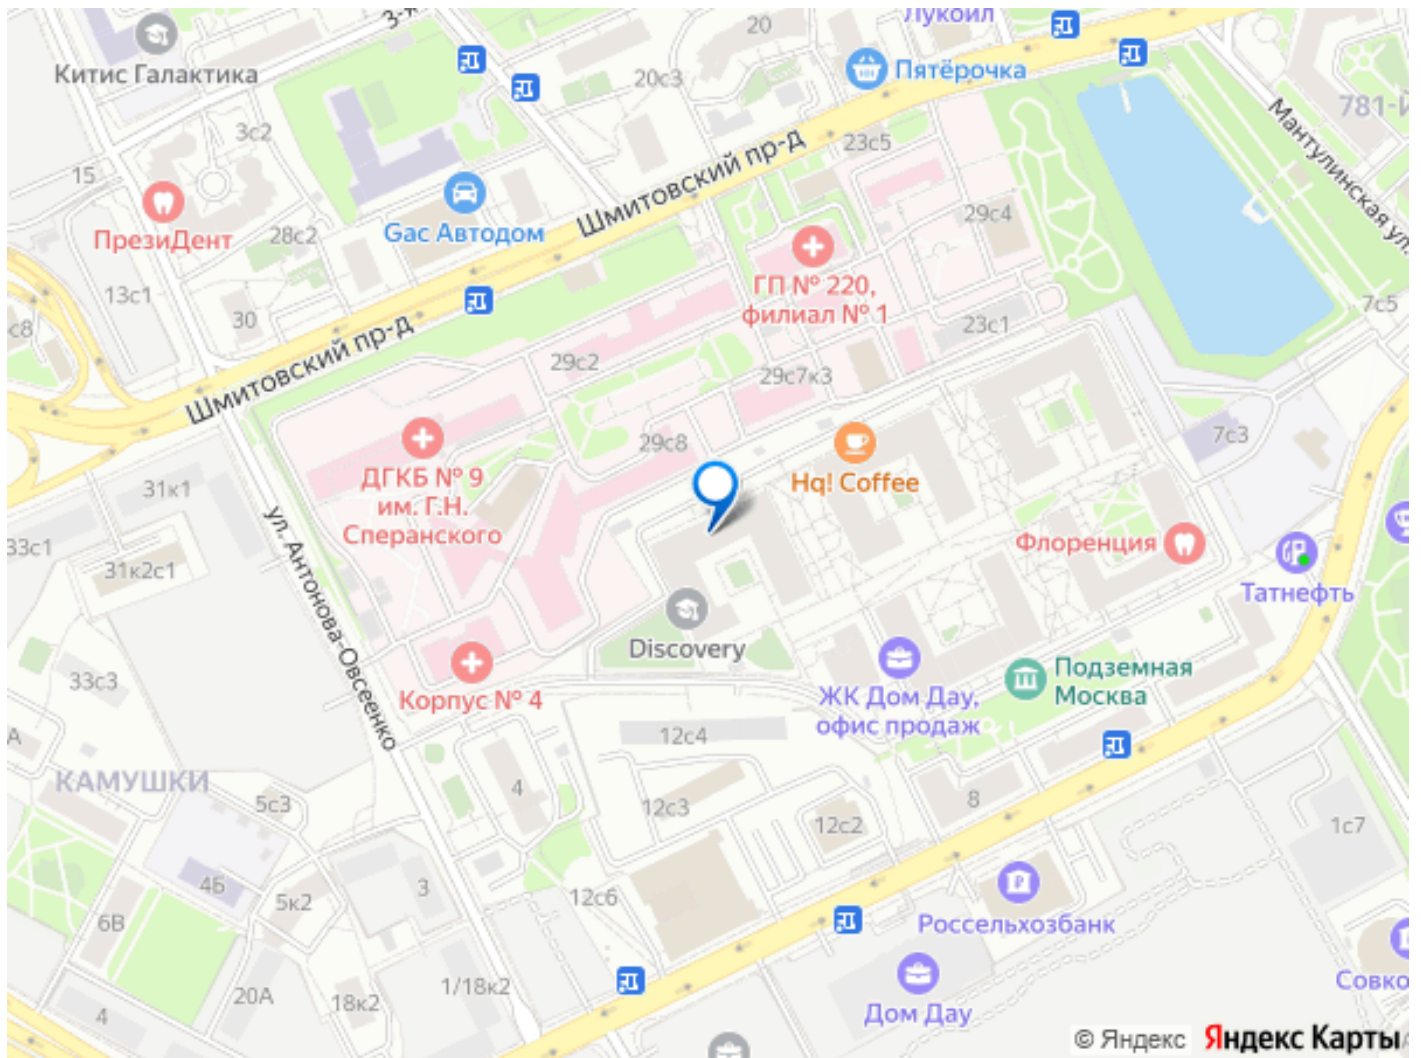 3-я
20
Лукойл
Китис Галактика
20с3
Пятёрочка
781-й
Мантулинская ул.
3с2
15
23с5
Шмитовский пр-д
ПрезиДент
28с2
Gac Автодом
29с4
13с1
30
с8
ГП № 220,
филиал № 1
7с5
23с1
Шмитовский пр-д
29с2
29с7к3
7с3
29с8
ДГКБ № 9
им. Г.Н.
Сперанского
Hq! Coffee
31к1
33с1
31к2с1
ул. Антонова-Овсеенко
Флоренция
Татнефть
Discovery
33с3
Корпус № 4
ЖК Дом Дау,
офис продаж
Подземная
Москва
А
12с4
КАМУШКИ
5с3
4
12с3
12с2
8
1с7
4Б
5к2
3
12с6
6В
Россельхозбанк
20А
18к2
1/18к2
4
Дом Дау
Совко
© Яндекс Яндекс Карты